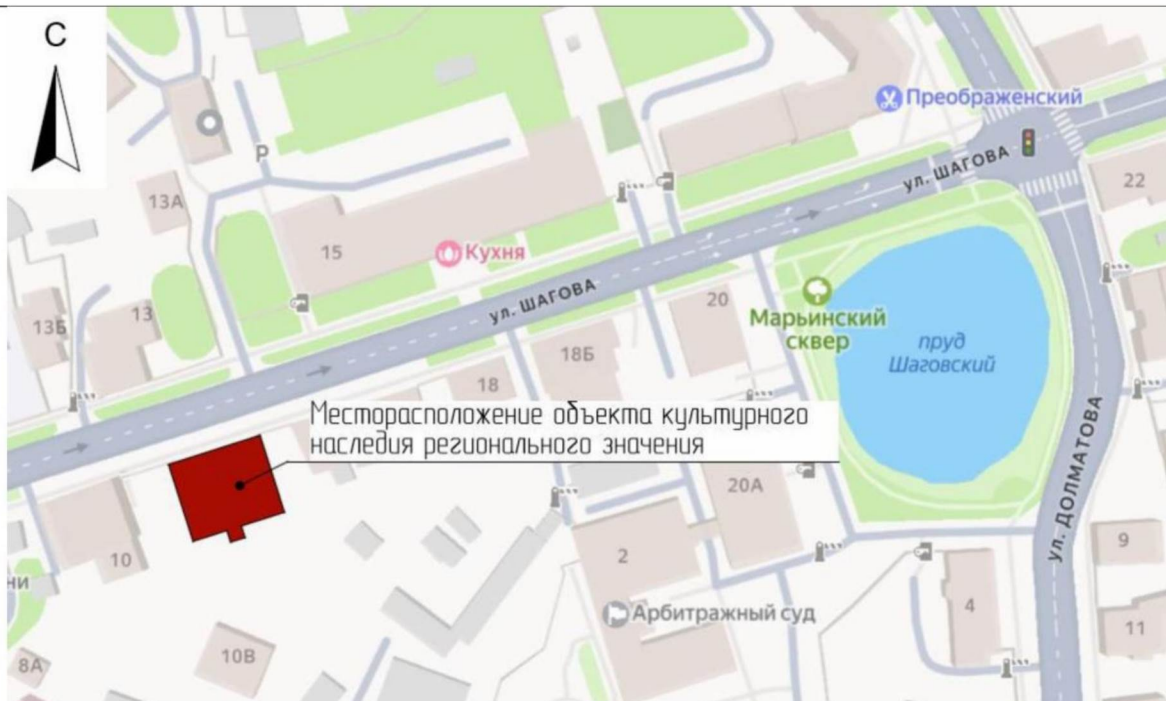 С
Преображенский
ул. ШАГОВА
22
P
13А
15
Кухня
ул. ШАГОВА
13Б
13
20
Марьинский
сквер
пруд
Шаговский
18Б
18
Месторасположение объекта культурного
наследия регионального значения
20А
ул. ДОЛМАТОВА
10
2
9
ни
Арбитражный суд
4
11
8А
10В